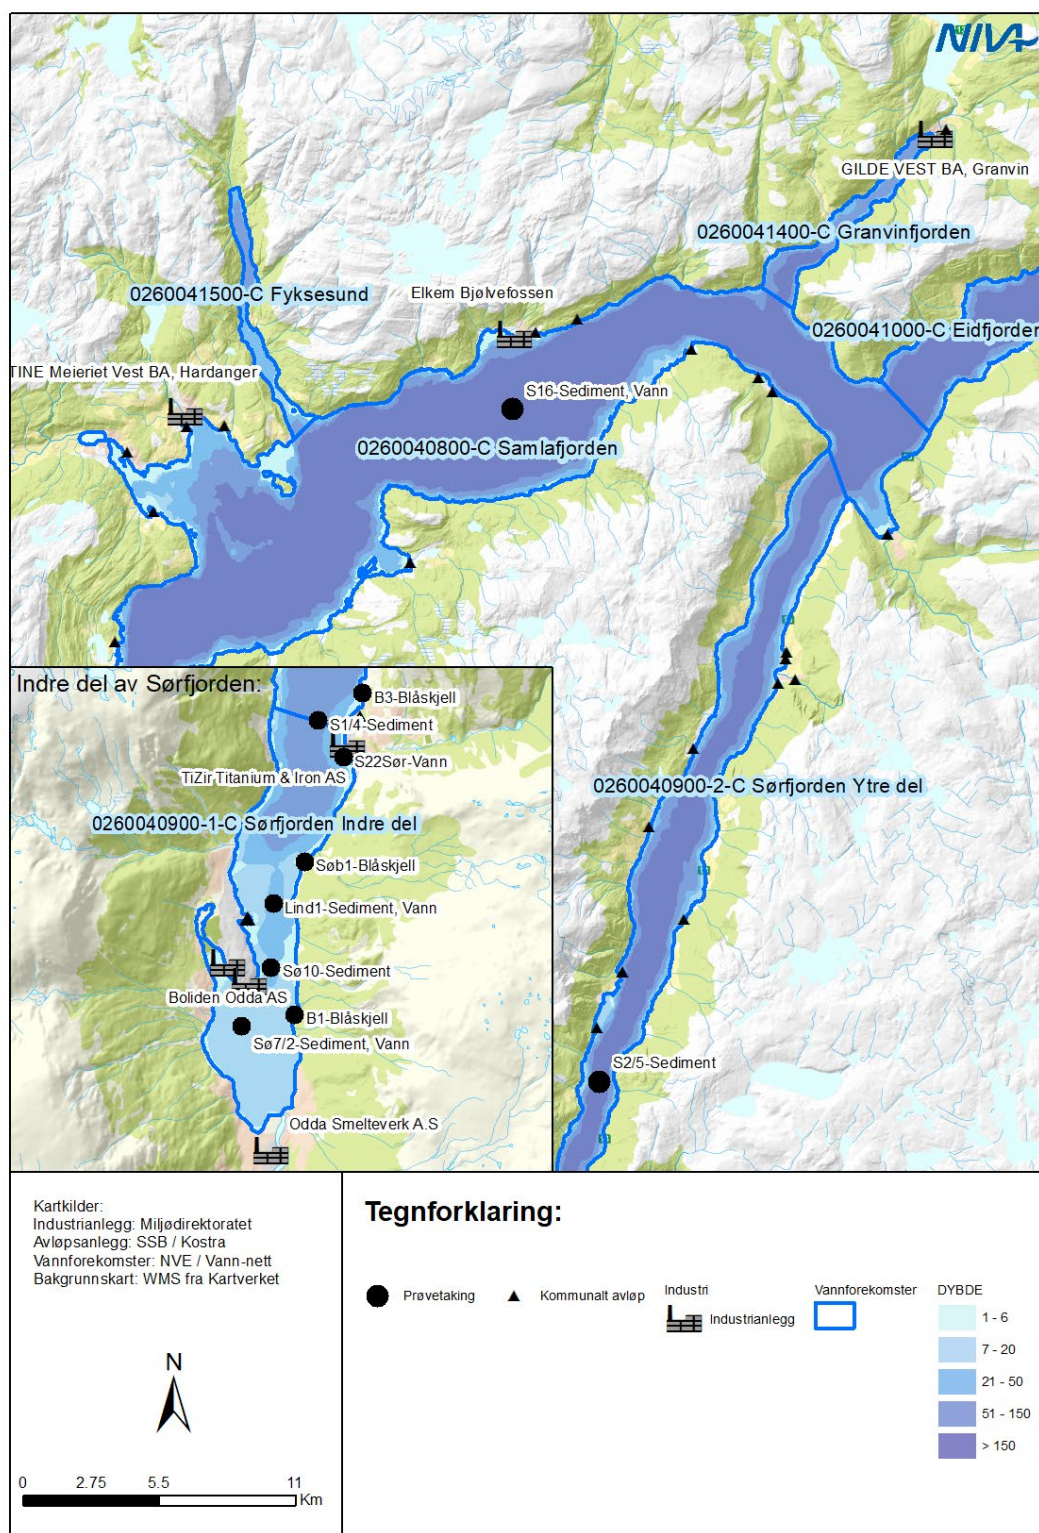 NIVA
GILDE VEST BA, Granvin
0260041400-C Granvinfjorden
0260041500-C Fyksesund
Elkem Bjølvefossen
0260041000-C Eidfjorden
TINE Meieriet Vest BA, Hardanger
S16-Sediment, Vann
0260040800-C Samlafjorden
Indre del av Sørfjorden:
B3-Blåskjell
S1/4-Sediment
S22Sør-Vann
TiZir Titanium & Iron AS
0260040900-2-C Sørfjorden Ytre del
0260040900-1-C Sørfjorden Indre del
Søb1-Blåskjell
Lind1-Sediment, Vann
Sø10-Sediment
Boliden Odda AS
B1-Blåskjell
Sø7/2-Sediment, Vann
S2/5-Sediment
Odda Smelteverk A.S
Kartkilder:
Industrianlegg: Miljødirektoratet
Avløpsanlegg: SSB / Kostra
Vannforekomster: NVE / Vann-nett
Bakgrunnskart: WMS fra Kartverket
N
0 2.75 5.5 11
Km
Tegnforklaring:
Prøvetaking
Kommunalt avløp
Industri
Industrianlegg
Vannforekomster
DYBDE
1 - 6
7 - 20
21 - 50
51 - 150
> 150